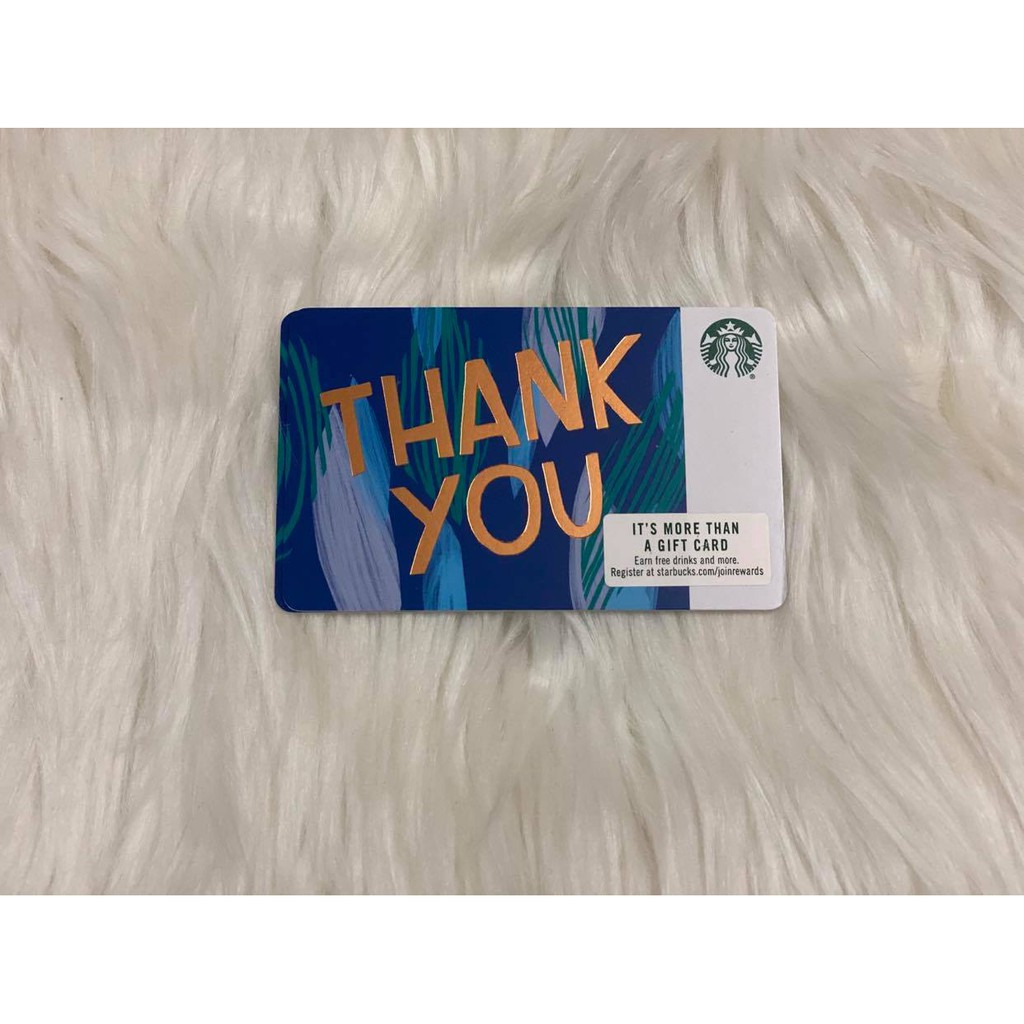 THANK
YOU
IT'S MORE THAN
A GIFT CARD
Earn free drinks and more.
Register at starbucks.com/joinrewards
®